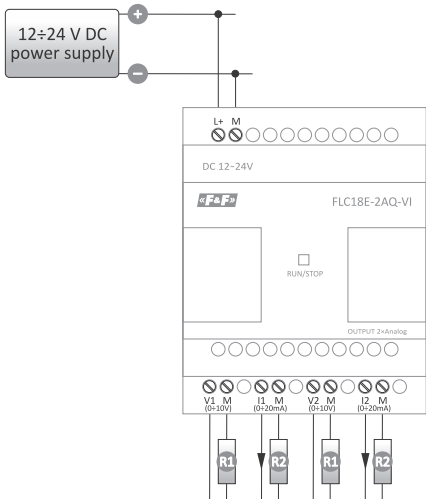 12÷24 V DC
power supply
+
−
L+ M
DC 12~24V
«F&F»
FLC18E-2AQ-VI
RUN/STOP
OUTPUT 2×Analog
V1 M I1 M V2 M I2 M
(0÷10V) (0÷20mA) (0÷10V) (0÷20mA)
R1 R2 R1 R2